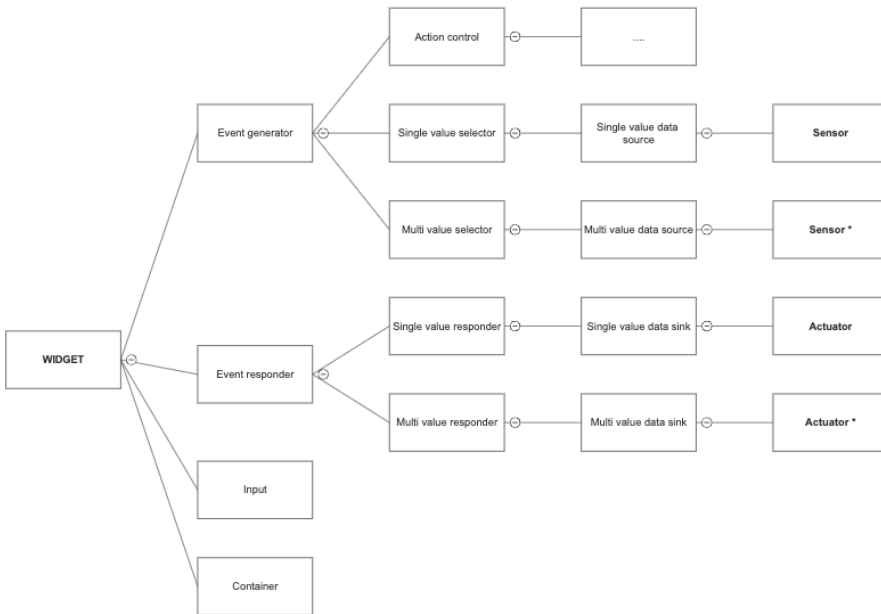 Action control
....
Event generator
Single value selector
Single value data
source
Sensor
Multi value selector
Multi value data source
Sensor *
WIDGET
Event responder
Single value responder
Single value data sink
Actuator
Multi value responder
Multi value data sink
Actuator *
Input
Container